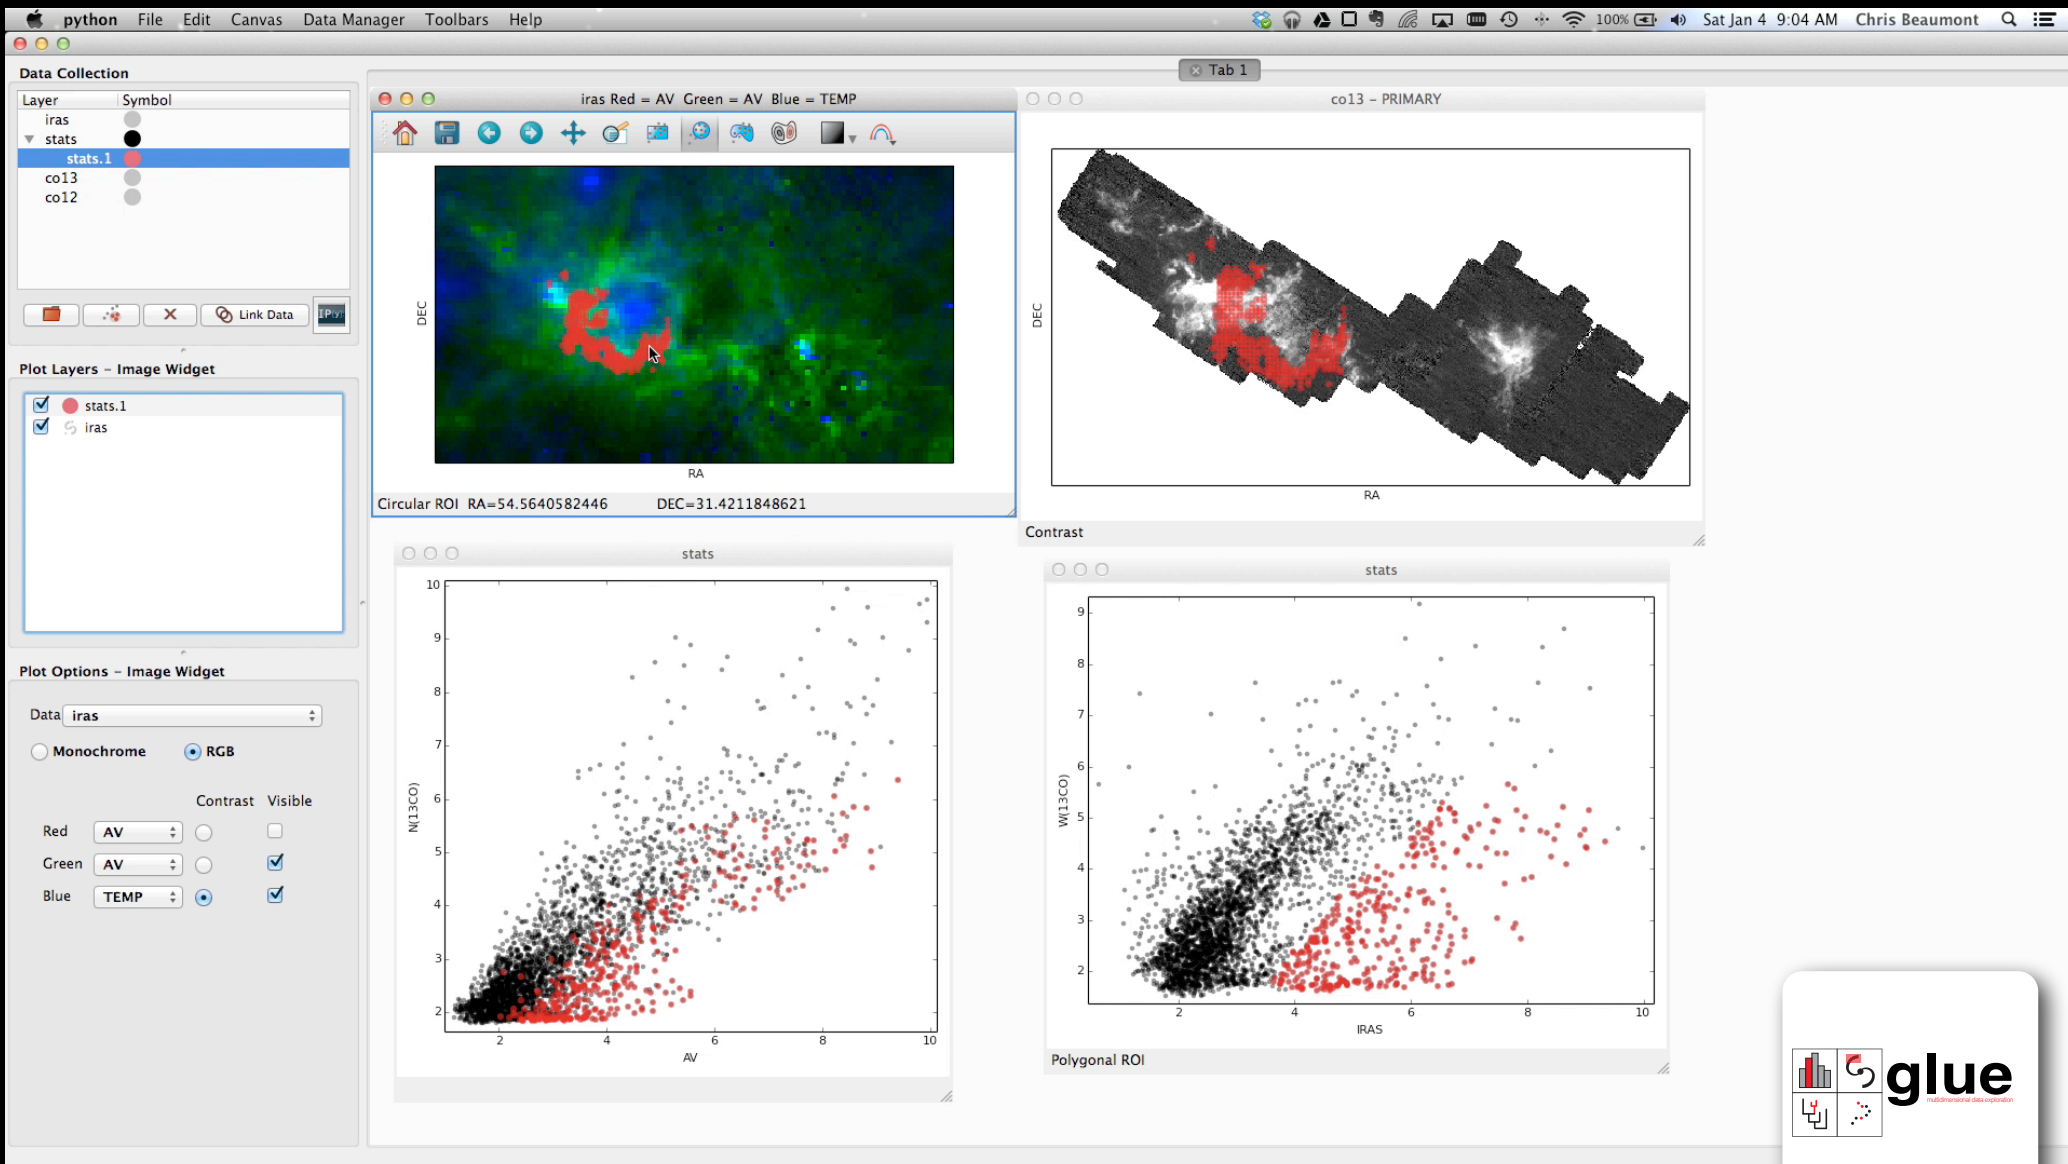 python File Edit Canvas Data Manager Toolbars Help 100% Sat Jan 4 9:04 AM Chris Beaumont
Tab 1
Data Collection
Layer Symbol
iras
stats
stats.1
co13
co12
Link Data
Plot Layers – Image Widget
stats.1
iras
Plot Options – Image Widget
Data iras
Monochrome RGB
Contrast Visible
Red AV
Green AV
Blue TEMP
iras Red = AV Green = AV Blue = TEMP
DEC
RA
Circular ROI RA=54.5640582446 DEC=31.4211848621
co13 – PRIMARY
DEC
RA
Contrast
stats
10
9
8
7
6
5
4
3
2
N(13CO)
2 4 6 8 10
AV
stats
9
8
7
6
5
4
3
2
W(13CO)
2 4 6 8 10
IRAS
Polygonal ROI
glue
multidimensional data exploration